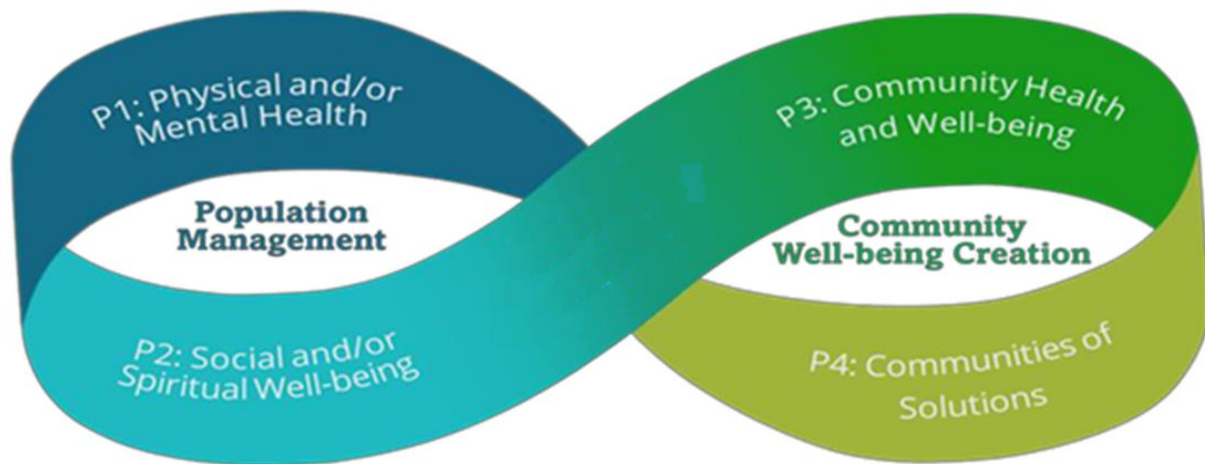 P1: Physical and/or
Mental Health
Population
Management
P2: Social and/or
Spiritual Well-being
P3: Community Health
and Well-being
Community
Well-being Creation
P4: Communities of
Solutions